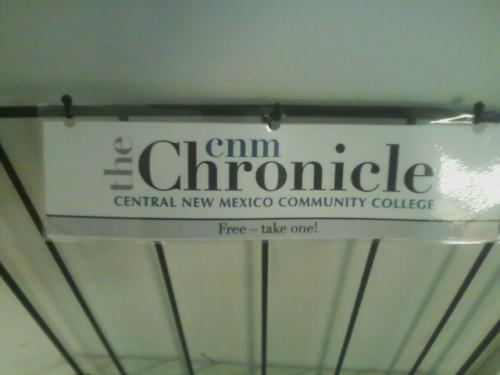 the cnm
Chronicle
CENTRAL NEW MEXICO COMMUNITY COLLEGE
Free – take one!